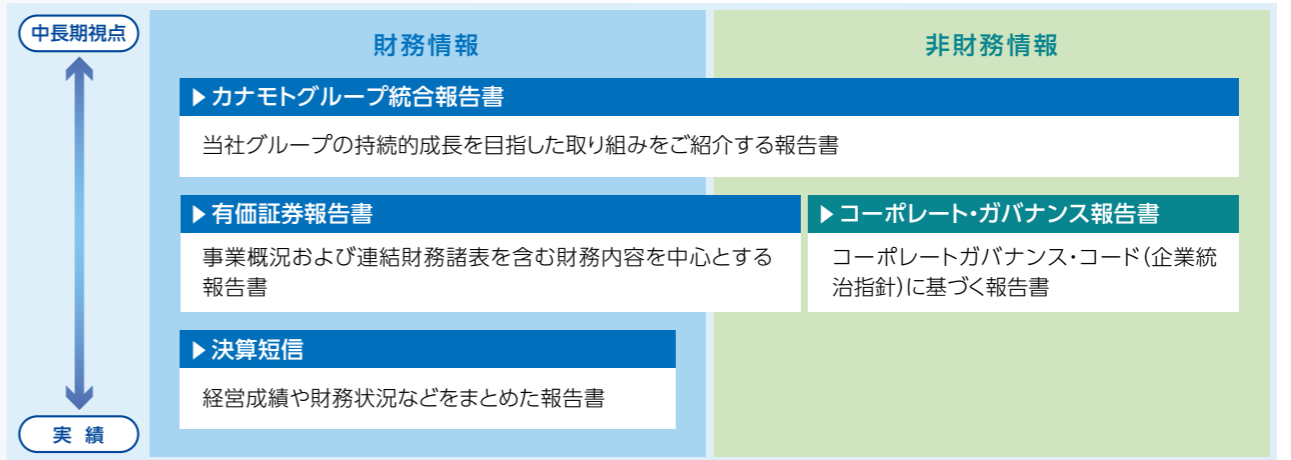 中長期視点
財務情報
非財務情報
▶カナモトグループ統合報告書
当社グループの持続的成長を目指した取り組みをご紹介する報告書
▶有価証券報告書
事業概況および連結財務諸表を含む財務内容を中心とする
報告書
▶コーポレート・ガバナンス報告書
コーポレートガバナンス・コード(企業統
治指針)に基づく報告書
▶決算短信
経営成績や財務状況などをまとめた報告書
実 績